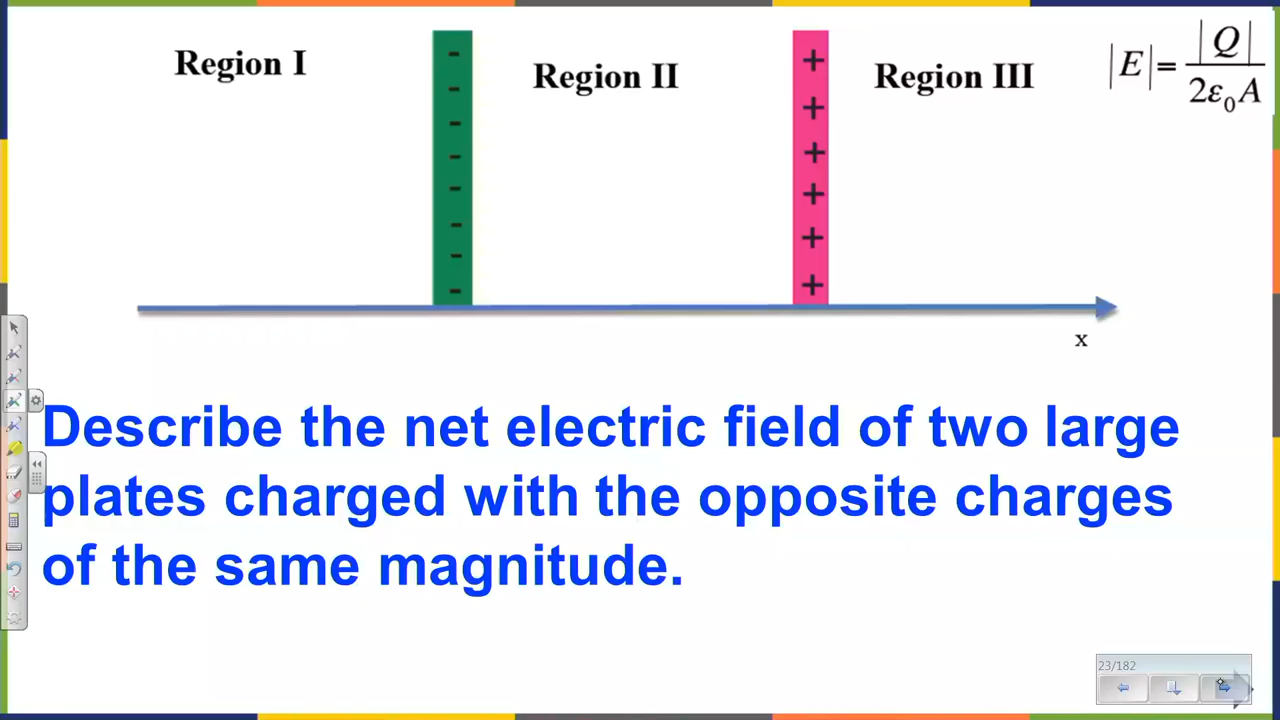 Region I
Region II
Region III
|E|=|Q|/2ε₀A
- - - - - - - -
+ + + + + +
x
Describe the net electric field of two large
plates charged with the opposite charges
of the same magnitude.
23/182